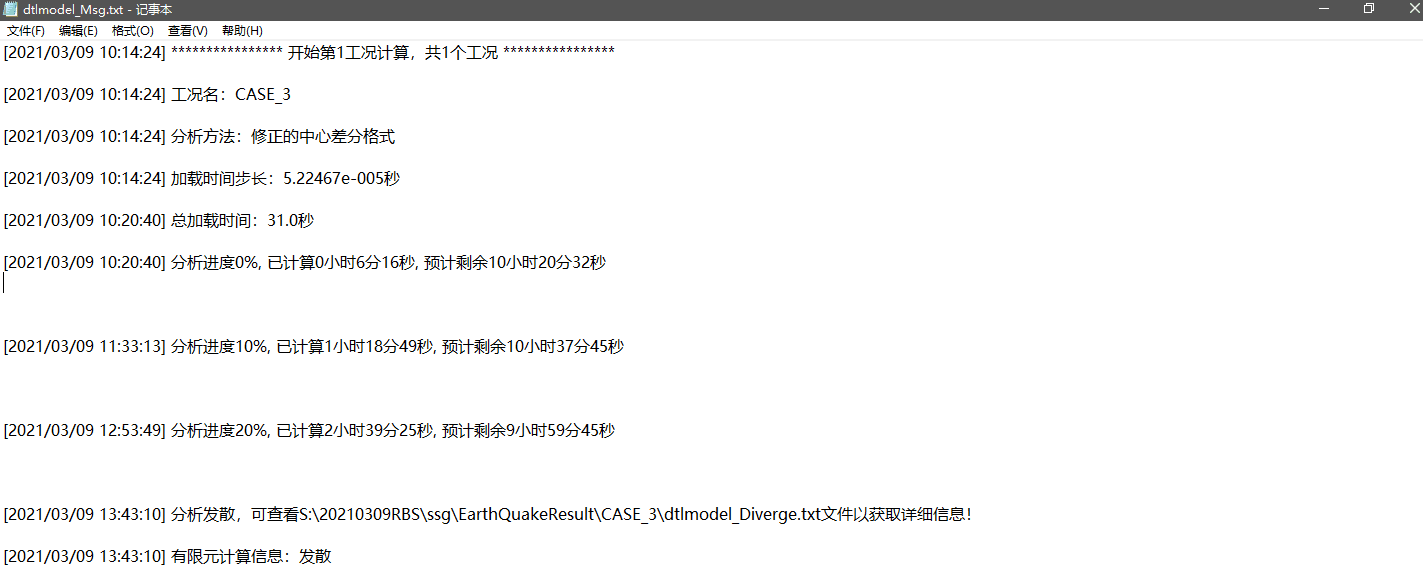 dtlmodel_Msg.txt - 记事本
文件(F) 编辑(E) 格式(O) 查看(V) 帮助(H)
[2021/03/09 10:14:24] **************** 开始第1工况计算，共1个工况 ****************
[2021/03/09 10:14:24] 工况名：CASE_3
[2021/03/09 10:14:24] 分析方法：修正的中心差分格式
[2021/03/09 10:14:24] 加载时间步长：5.22467e-005秒
[2021/03/09 10:20:40] 总加载时间：31.0秒
[2021/03/09 10:20:40] 分析进度0%, 已计算0小时6分16秒, 预计剩余10小时20分32秒
[2021/03/09 11:33:13] 分析进度10%, 已计算1小时18分49秒, 预计剩余10小时37分45秒
[2021/03/09 12:53:49] 分析进度20%, 已计算2小时39分25秒, 预计剩余9小时59分45秒
[2021/03/09 13:43:10] 分析发散，可查看S:\20210309RBS\ssg\EarthQuakeResult\CASE_3\dtlmodel_Diverge.txt文件以获取详细信息！
[2021/03/09 13:43:10] 有限元计算信息：发散